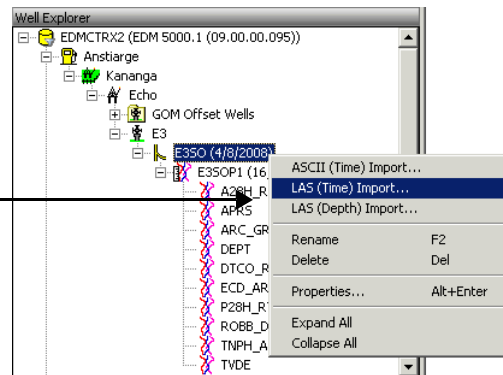 Well Explorer
EDMCTRX2 (EDM 5000.1 (09.00.00.095))
Anstiarge
Kananga
Echo
GOM Offset Wells
E3
E3SO (4/8/2008)
E3SOP1 (16_
A28H_R
APRS
ARC_GR
DEPT
DTCO_R
ECD_AR
P28H_RT
ROBB_D
TNPH_A
TVDE
ASCII (Time) Import...
LAS (Time) Import...
LAS (Depth) Import...
Rename F2
Delete Del
Properties... Alt+Enter
Expand All
Collapse All